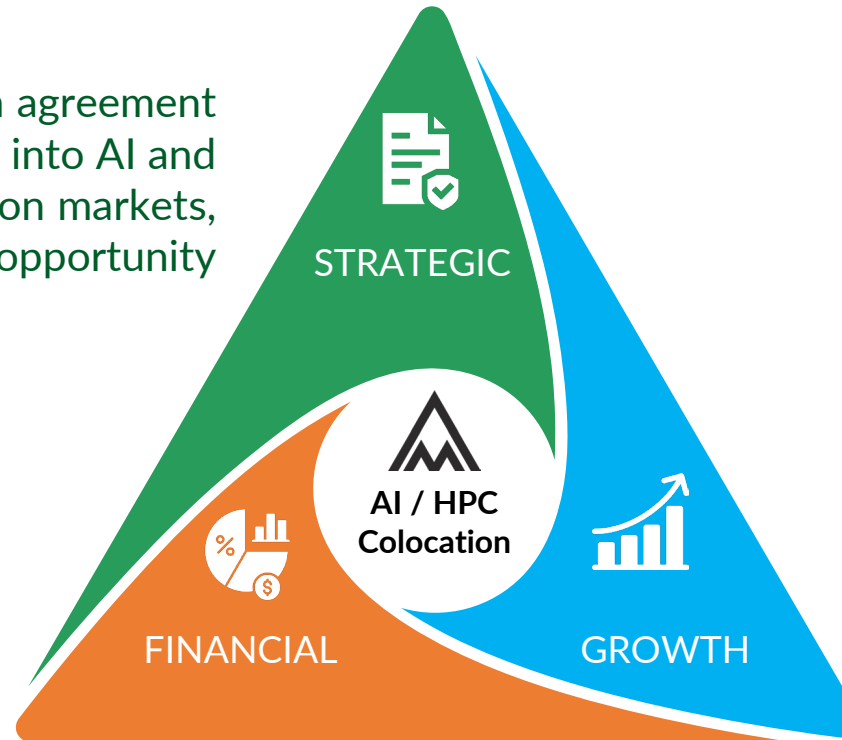 agreement
into AI and
on markets,
opportunity
STRATEGIC
AI / HPC
Colocation
%
$
FINANCIAL
GROWTH